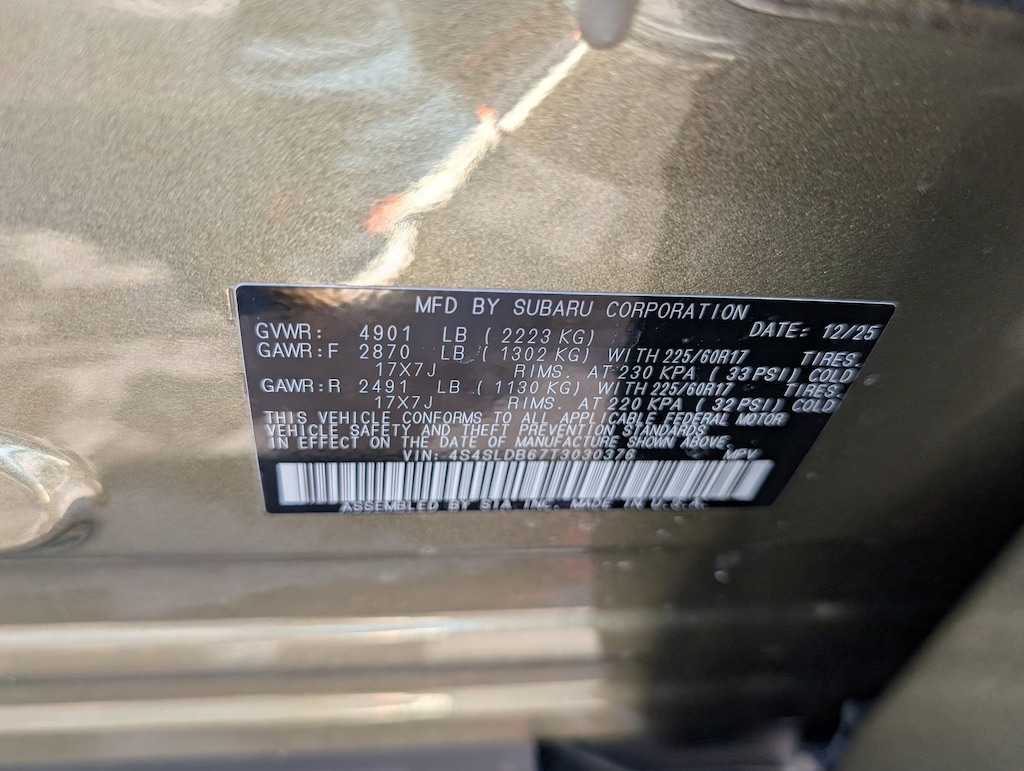 MFD BY SUBARU CORPORATION
GVWR: 4901 LB (2223 KG) DATE: 12/25
GAWR:F 2870 LB (1302 KG) WITH 225/60R17 TIRES.
17X7J RIMS. AT 230 KPA (33 PSI) COLD
GAWR:R 2491 LB (1130 KG) WITH 225/60R17 TIRES.
17X7J RIMS. AT 220 KPA (32 PSI) COLD
THIS VEHICLE CONFORMS TO ALL APPLICABLE FEDERAL MOTOR
VEHICLE SAFETY AND THEFT PREVENTION STANDARDS
IN EFFECT ON THE DATE OF MANUFACTURE SHOWN ABOVE.
VIN: 4S4SLDB67T3030376 MPV
ASSEMBLED BY SIA INC. MADE IN U.S.A.